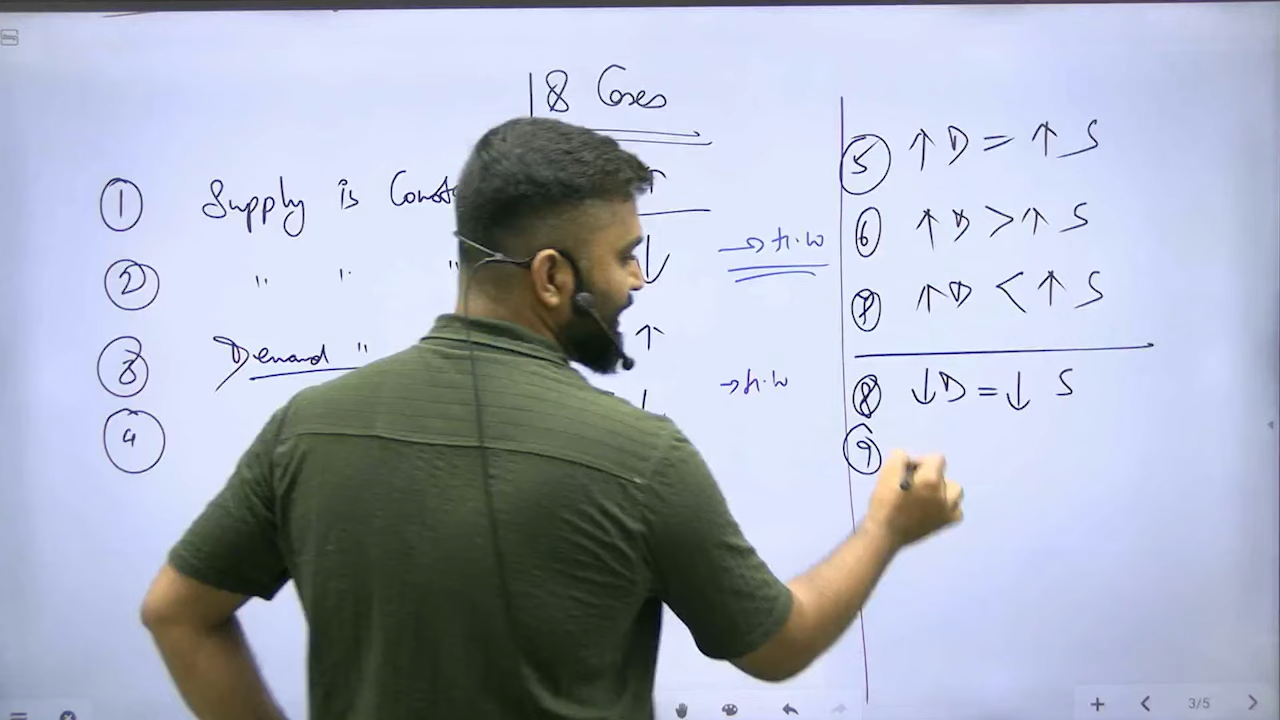 18 Cases
① Supply is Const ↑
② " " " ↓ → H.W
③ Demand " ↑
④ ↓ → H.W
⑤ ↑ D = ↑ S
⑥ ↑ D > ↑ S
⑦ ↑ D < ↑ S
⑧ ↓ D = ↓ S
⑨
3/5